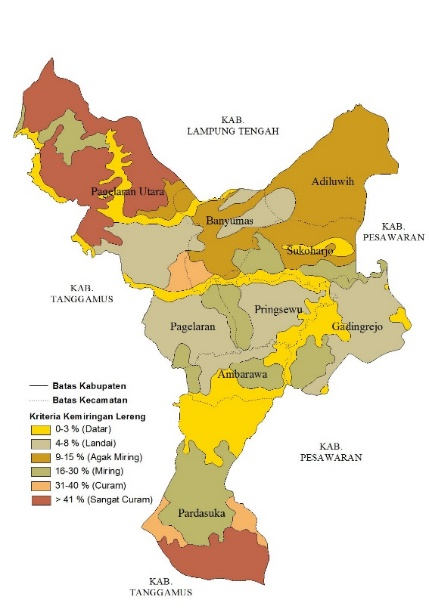 KAB.
LAMPUNG TENGAH
Adiluwih
Pagelaran Utara
Banyumas
KAB.
PESAWARAN
Sukoharjo
KAB.
TANGGAMUS
Pringsewu
Pagelaran
Gadingrejo
Ambarawa
Batas Kabupaten
Batas Kecamatan
Kriteria Kemiringan Lereng
0-3 % (Datar)
4-8 % (Landai)
9-15 % (Agak Miring)
16-30 % (Miring)
31-40 % (Curam)
> 41 % (Sangat Curam)
KAB.
PESAWARAN
Pardasuka
KAB.
TANGGAMUS